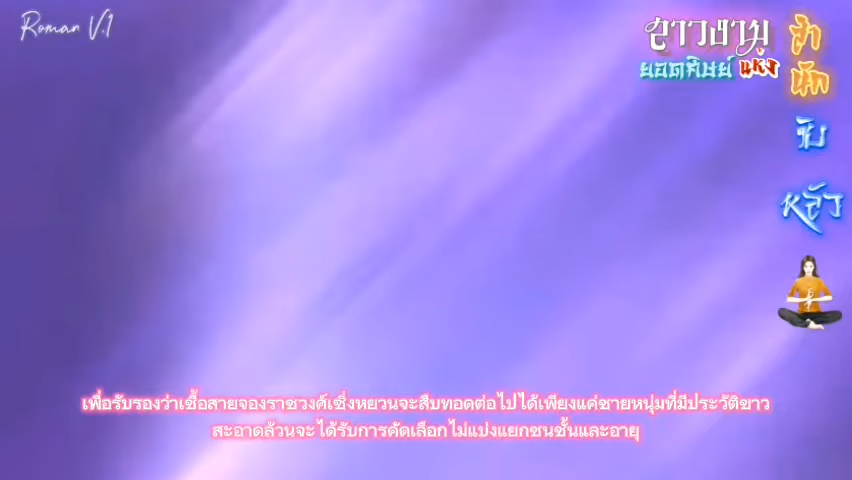 Roman V.1
ขาวงาม
ยอดศิษย์ แห่ง
สำ
นัก
จิบ
หลัว
เพื่อรับรองว่าเชื้อสายจองราชวงศ์เซิ่งหยวนจะสืบทอดต่อไปได้เพียงแค่ชายหนุ่มที่มีประวัติขาว
สะอาดล้วนจะได้รับการคัดเลือกไม่แบ่งแยกชนชั้นและอายุ